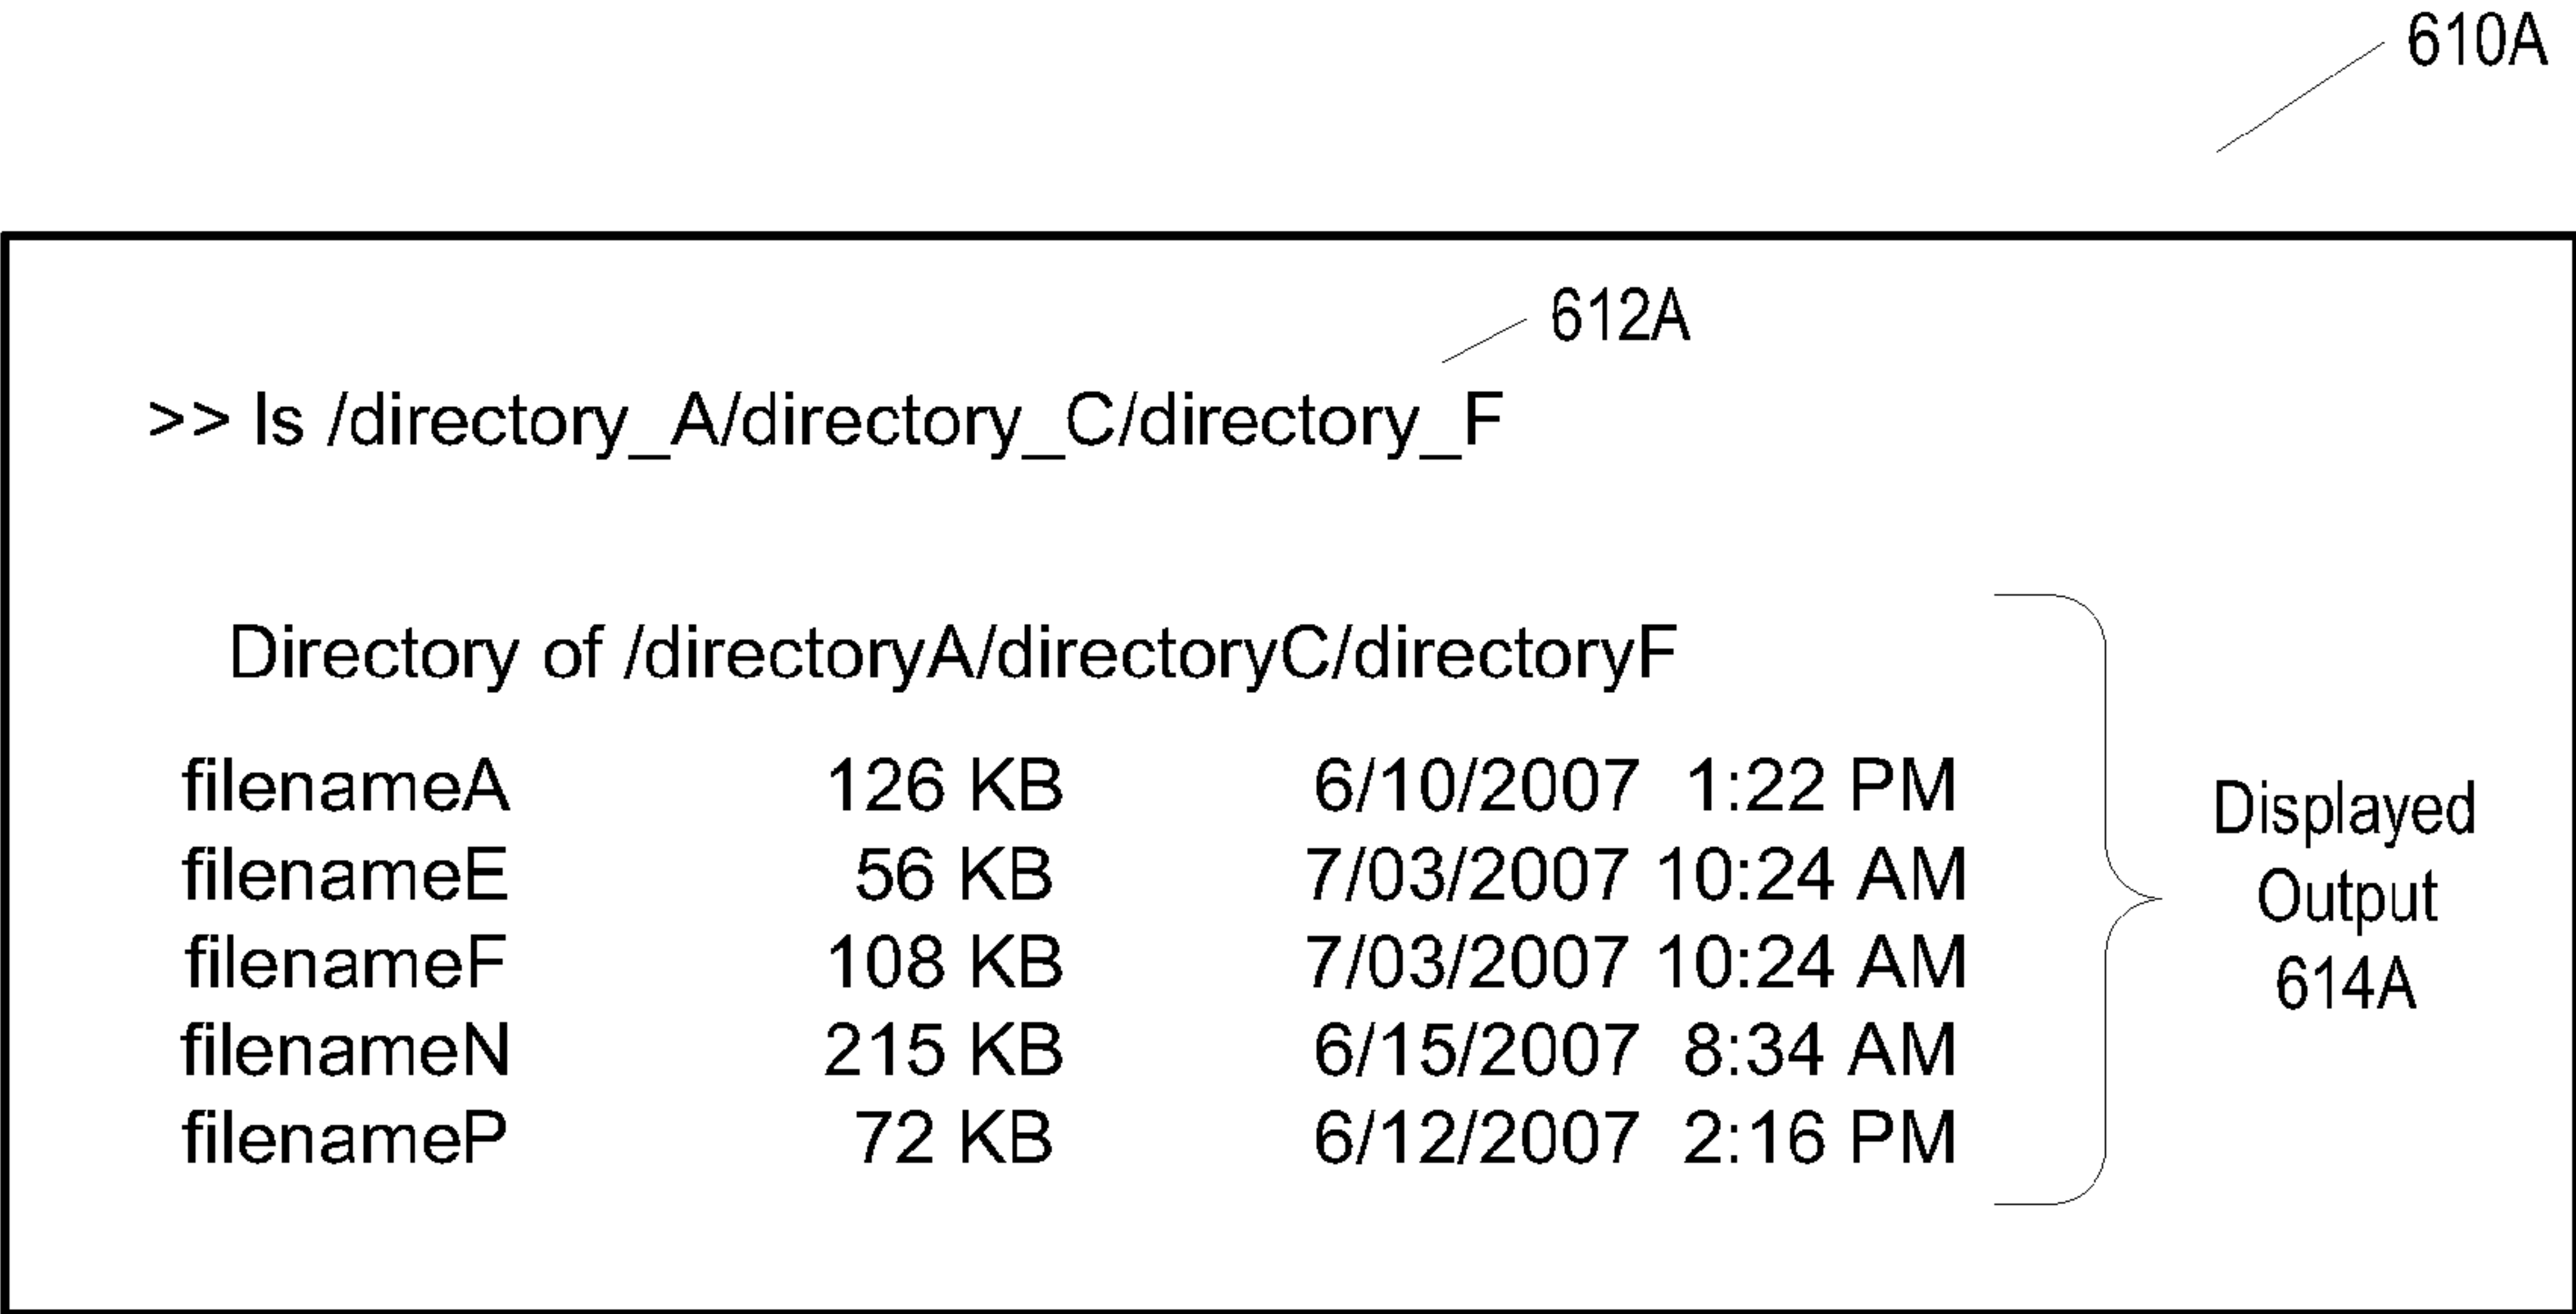 610A
612A
>> ls /directory_A/directory_C/directory_F
Directory of /directoryA/directoryC/directoryF
filenameA 126 KB 6/10/2007 1:22 PM
filenameE 56 KB 7/03/2007 10:24 AM
filenameF 108 KB 7/03/2007 10:24 AM
filenameN 215 KB 6/15/2007 8:34 AM
filenameP 72 KB 6/12/2007 2:16 PM
Displayed
Output
614A